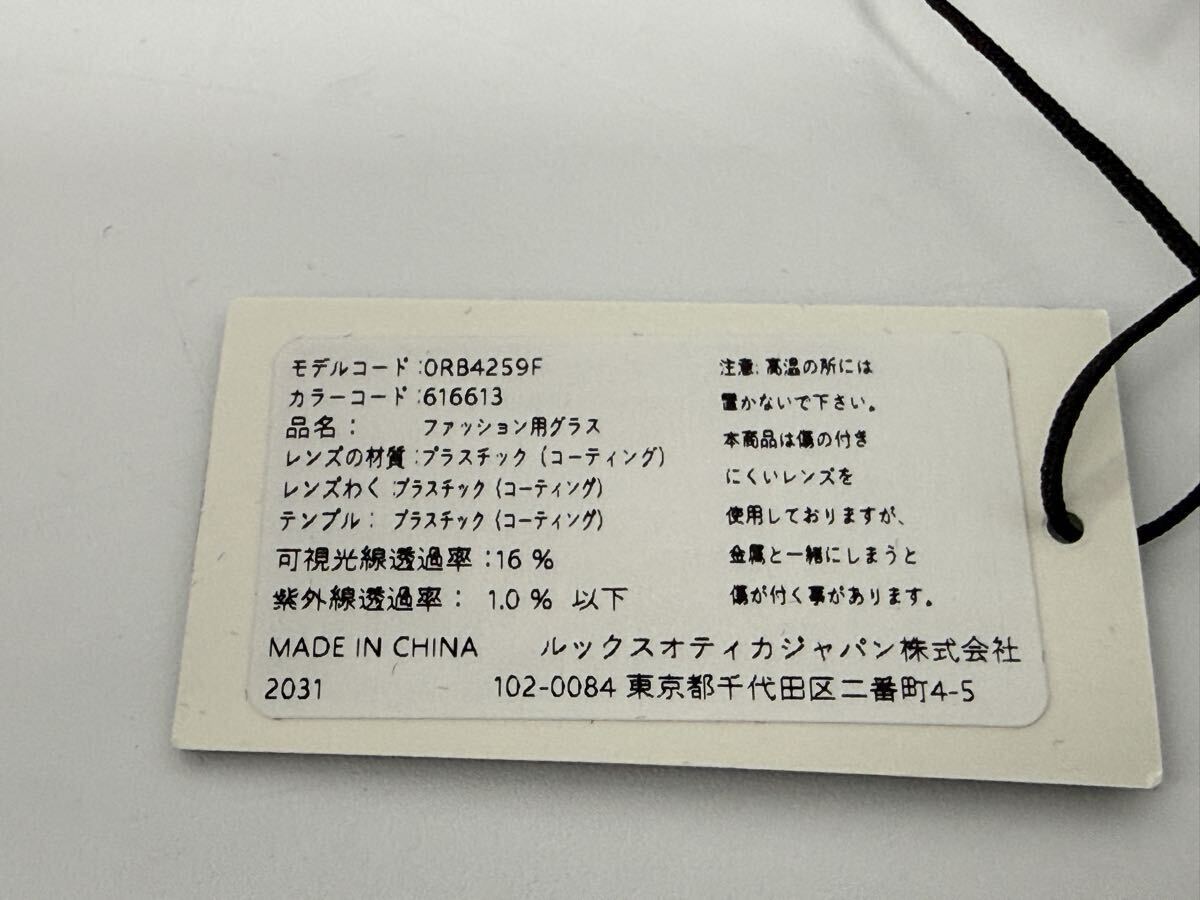 モデルコード:0RB4259F
カラーコード:616613
品名： ファッション用グラス
レンズの材質:プラスチック（コーティング）
レンズわく:プラスチック（コーティング）
テンプル： プラスチック（コーティング）
可視光線透過率:16 %
紫外線透過率： 1.0 % 以下
注意: 高温の所には
置かないで下さい。
本商品は傷の付き
にくいレンズを
使用しておりますが、
金属と一緒にしまうと
傷が付く事があります。
MADE IN CHINA ルックスオティカジャパン株式会社
2031 102-0084 東京都千代田区二番町4-5